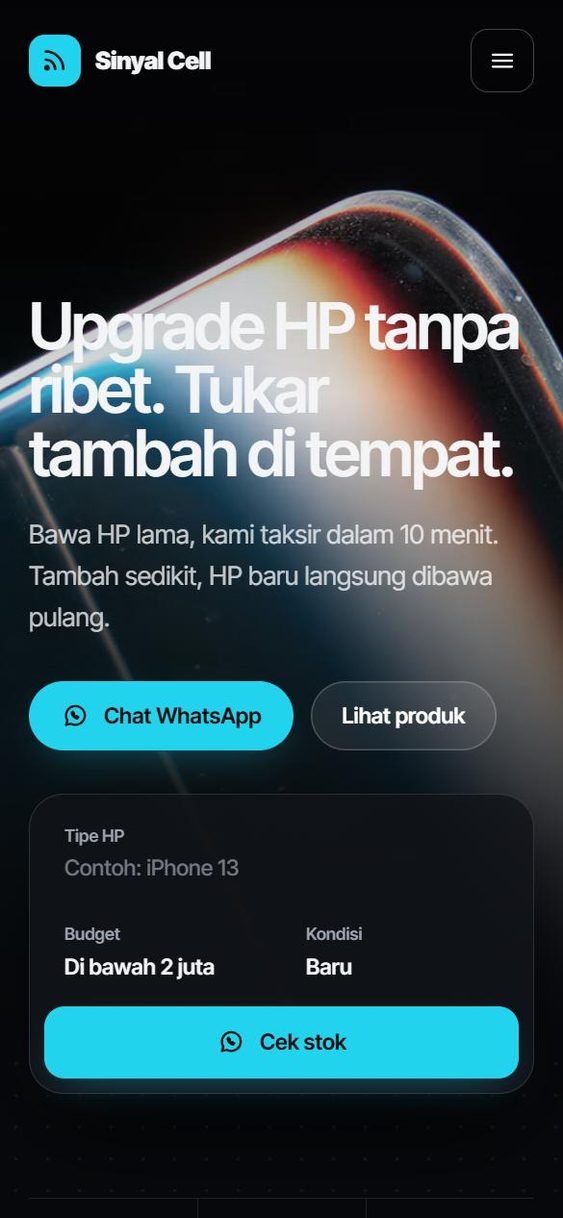 Sinyal Cell
Upgrade HP tanpa
ribet. Tukar
tambah di tempat.
Bawa HP lama, kami taksir dalam 10 menit.
Tambah sedikit, HP baru langsung dibawa
pulang.
Chat WhatsApp
Lihat produk
Tipe HP
Contoh: iPhone 13
Budget
Kondisi
Di bawah 2 juta
Baru
Cek stok